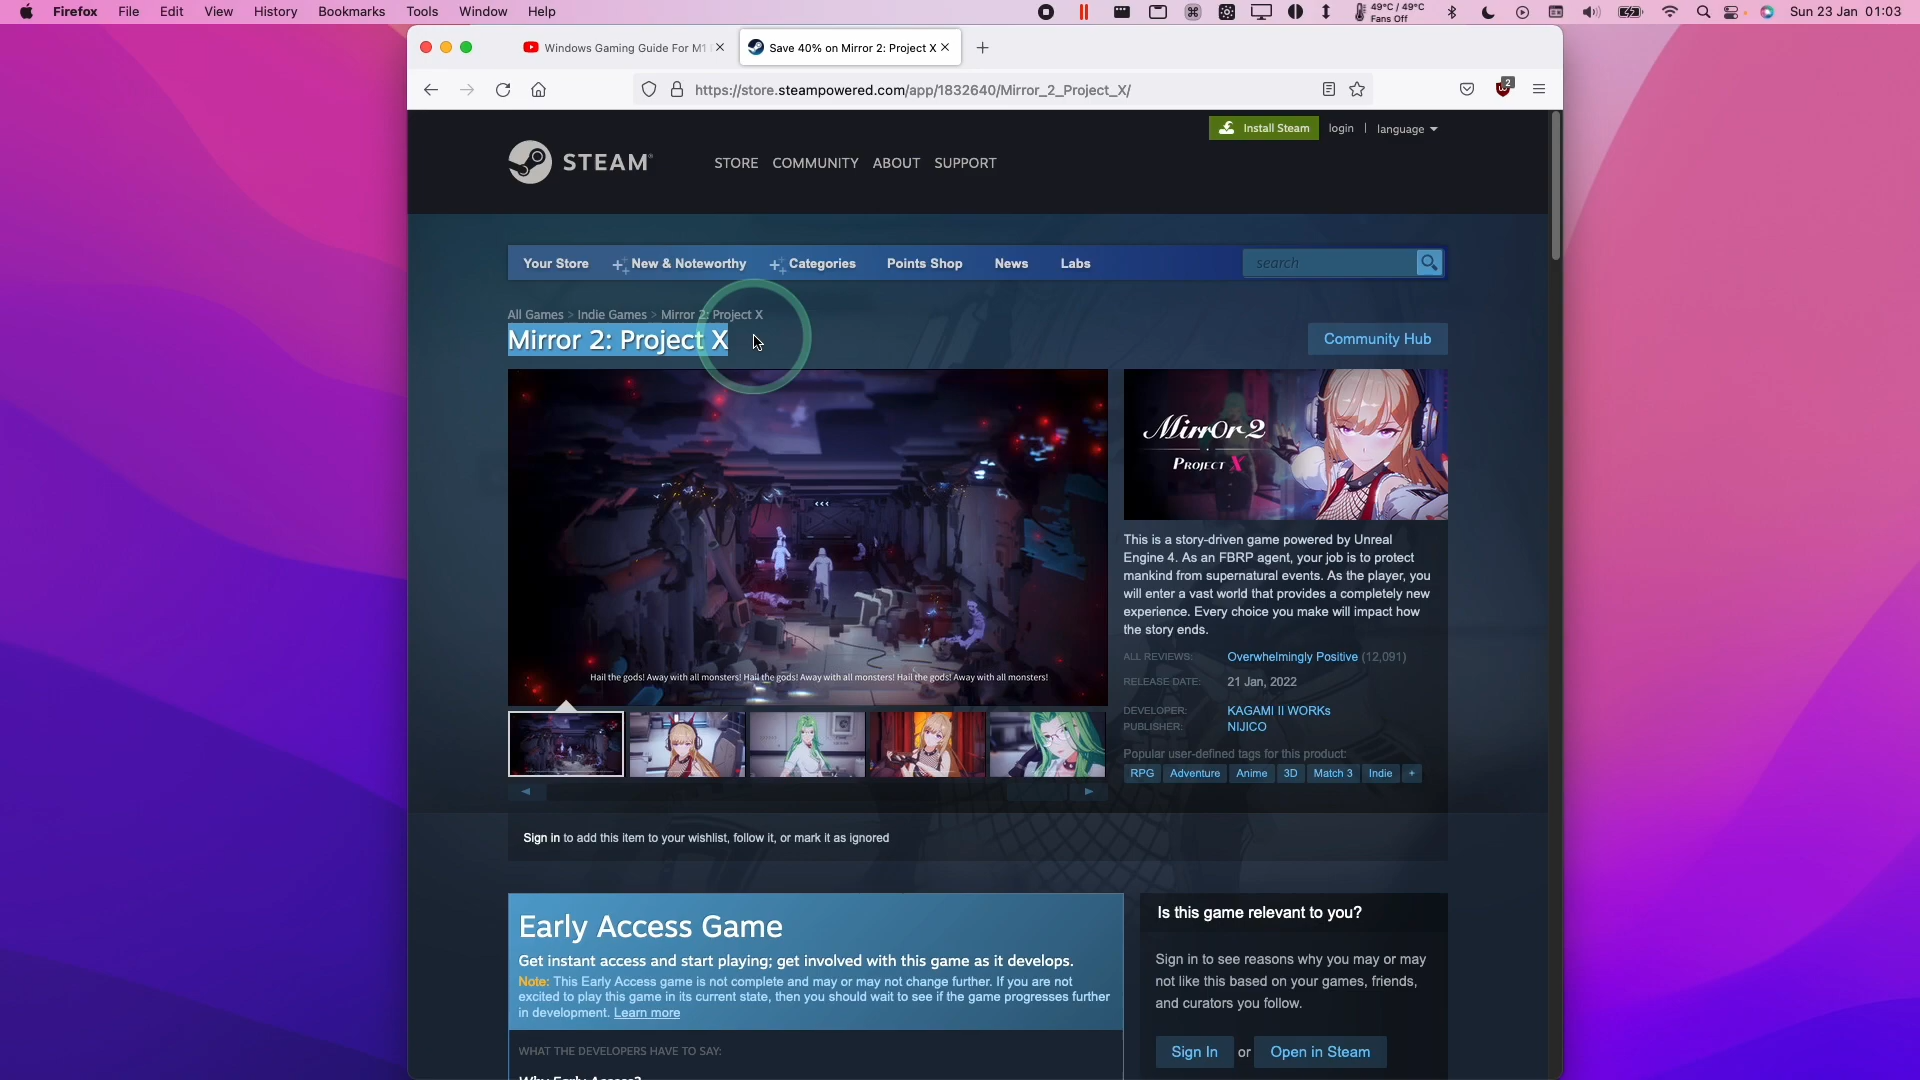 Firefox File Edit View History Bookmarks Tools Window Help
49°C / 49°C
Fans Off
Sun 23 Jan 01:03
Windows Gaming Guide For M1
Save 40% on Mirror 2: Project X
https://store.steampowered.com/app/1832640/Mirror_2_Project_X/
2
Install Steam login | language
STEAM
STORE COMMUNITY ABOUT SUPPORT
Your Store New & Noteworthy Categories Points Shop News Labs search
All Games > Indie Games > Mirror 2: Project X
Mirror 2: Project X
Community Hub
Hail the gods! Away with all monsters! Hail the gods! Away with all monsters! Hail the gods! Away with all monsters!
Mirr0r 2
PROJECT X
This is a story-driven game powered by Unreal
Engine 4. As an FBRP agent, your job is to protect
mankind from supernatural events. As the player, you
will enter a vast world that provides a completely new
experience. Every choice you make will impact how
the story ends.
ALL REVIEWS: Overwhelmingly Positive (12,091)
RELEASE DATE: 21 Jan, 2022
DEVELOPER: KAGAMI II WORKs
PUBLISHER: NIJICO
Popular user-defined tags for this product:
RPG Adventure Anime 3D Match 3 Indie +
Sign in to add this item to your wishlist, follow it, or mark it as ignored
Early Access Game
Get instant access and start playing; get involved with this game as it develops.
Note: This Early Access game is not complete and may or may not change further. If you are not
excited to play this game in its current state, then you should wait to see if the game progresses further
in development. Learn more
WHAT THE DEVELOPERS HAVE TO SAY:
Why Early Access?
Is this game relevant to you?
Sign in to see reasons why you may or may
not like this based on your games, friends,
and curators you follow.
Sign In or Open in Steam